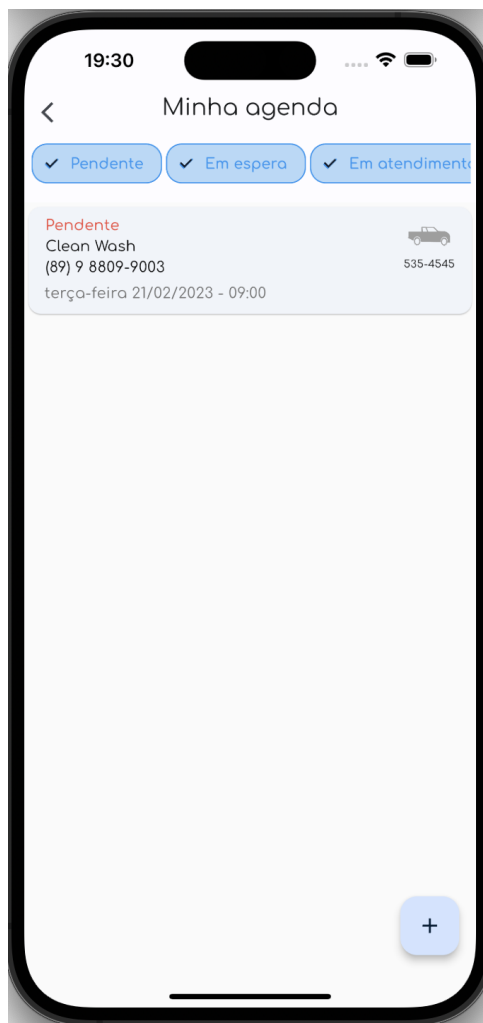 19:30
Minha agenda
Pendente
Em espera
Em atendimento
Pendente
Clean Wash
(89) 9 8809-9003
535-4545
terça-feira 21/02/2023 - 09:00
+